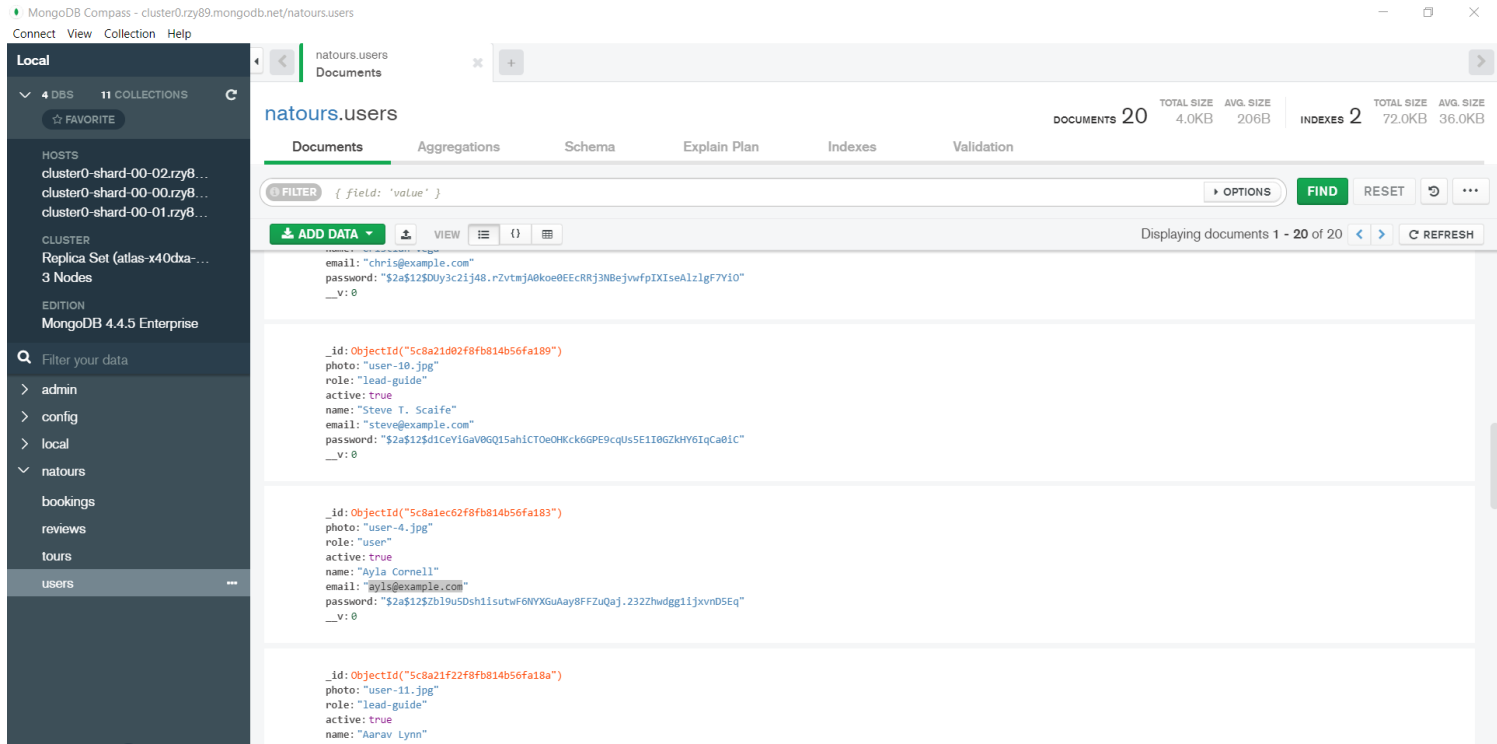 MongoDB Compass - cluster0.rzy89.mongodb.net/natours.users
Connect View Collection Help
Local
4 DBS 11 COLLECTIONS
FAVORITE
HOSTS
cluster0-shard-00-02.rzy8...
cluster0-shard-00-00.rzy8...
cluster0-shard-00-01.rzy8...
CLUSTER
Replica Set (atlas-x40dxa-...
3 Nodes
EDITION
MongoDB 4.4.5 Enterprise
Filter your data
admin
config
local
natours
bookings
reviews
tours
users
natours.users
Documents
natours.users
DOCUMENTS 20 TOTAL SIZE 4.0KB AVG. SIZE 206B INDEXES 2 TOTAL SIZE 72.0KB AVG. SIZE 36.0KB
Documents Aggregations Schema Explain Plan Indexes Validation
FILTER { field: 'value' } OPTIONS FIND RESET
ADD DATA VIEW Displaying documents 1 - 20 of 20 REFRESH
email: "chris@example.com"
password: "$2a$12$DUy3c2ij48.rZvtmjA0koe0EEcRRj3NBejvwfpIXIseAlzlgF7YiO"
__v: 0
_id: ObjectId("5c8a21d02f8fb814b56fa189")
photo: "user-10.jpg"
role: "lead-guide"
active: true
name: "Steve T. Scaife"
email: "steve@example.com"
password: "$2a$12$d1CeYiGaV0GQ15ahiCTOeOHKck6GPE9cqUs5E1I0GZkHY6IqCa0iC"
__v: 0
_id: ObjectId("5c8a1ec62f8fb814b56fa183")
photo: "user-4.jpg"
role: "user"
active: true
name: "Ayla Cornell"
email: "ayls@example.com"
password: "$2a$12$Zbl9u5Dsh1isutwF6NYXGuAay8FFZuQaj.232Zhwdgg1ijxvnD5Eq"
__v: 0
_id: ObjectId("5c8a21f22f8fb814b56fa18a")
photo: "user-11.jpg"
role: "lead-guide"
active: true
name: "Aarav Lynn"